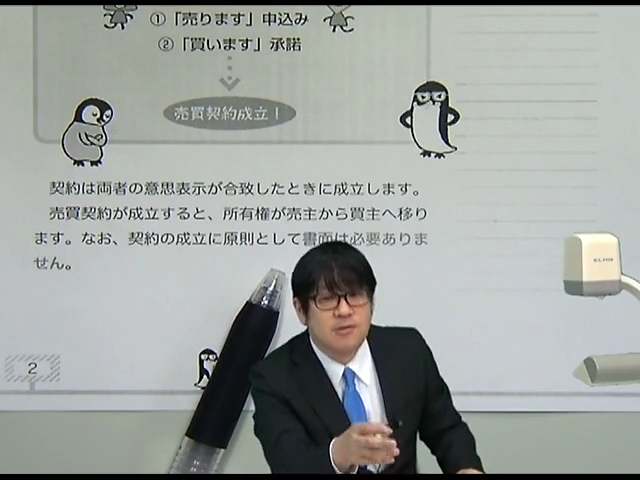 ①「売ります」申込み
②「買います」承諾
売買契約成立！
契約は両者の意思表示が合致したときに成立します。
売買契約が成立すると、所有権が売主から買主へ移り
ます。なお、契約の成立に原則として書面は必要ありま
せん。
2
ELMO